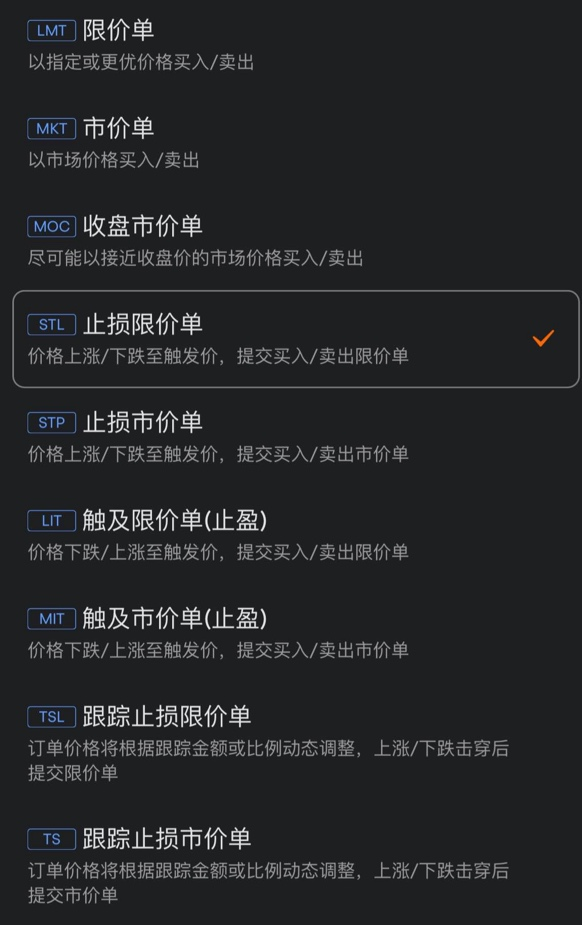 LMT 限价单
以指定或更优价格买入/卖出
MKT 市价单
以市场价格买入/卖出
MOC 收盘市价单
尽可能以接近收盘价的市场价格买入/卖出
STL 止损限价单
价格上涨/下跌至触发价，提交买入/卖出限价单
STP 止损市价单
价格上涨/下跌至触发价，提交买入/卖出市价单
LIT 触及限价单(止盈)
价格下跌/上涨至触发价，提交买入/卖出限价单
MIT 触及市价单(止盈)
价格下跌/上涨至触发价，提交买入/卖出市价单
TSL 跟踪止损限价单
订单价格将根据跟踪金额或比例动态调整，上涨/下跌击穿后
提交限价单
TS 跟踪止损市价单
订单价格将根据跟踪金额或比例动态调整，上涨/下跌击穿后
提交市价单